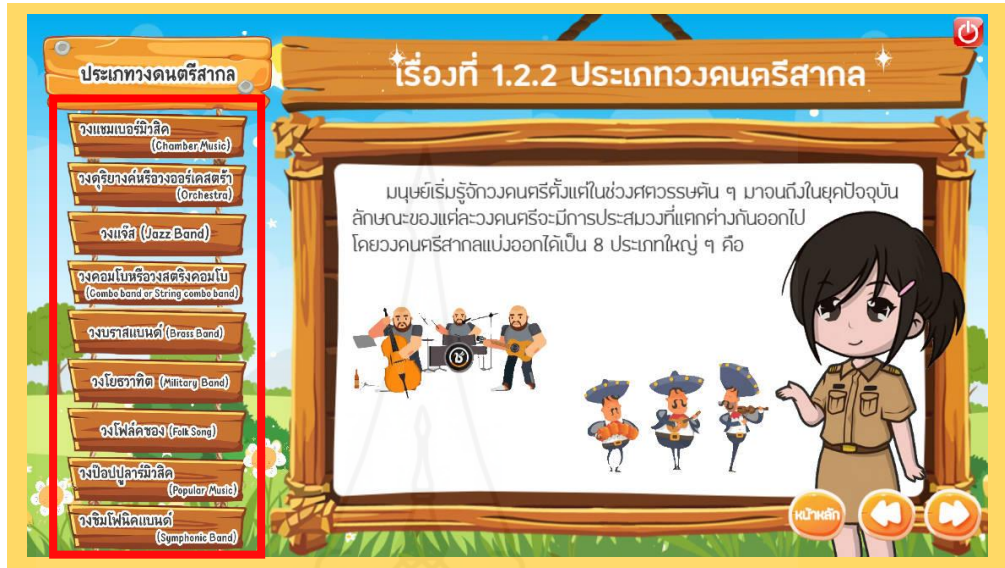 ประเภทวงดนตรีสากล
วงแชมเบอร์มิวสิค
(Chamber Music)
วงดุริยางค์หรือวงออร์เคสตร้า
(Orchestra)
วงแจ๊ส (Jazz Band)
วงคอมโบหรือวงสตริงคอมโบ
(Combo band or String combo band)
วงบราสแบนด์ (Brass Band)
วงโยธวาทิต (Military Band)
วงโฟล์คซอง (Folk Song)
วงป๊อปปูลาร์มิวสิค
(Popular Music)
วงซิมโฟนิคแบนด์
(Symphonic Band)
เรื่องที่ 1.2.2 ประเภทวงดนตรีสากล
มนุษย์เริ่มรู้จักวงดนตรีตั้งแต่ในช่วงศตวรรษต้น ๆ มาจนถึงในยุคปัจจุบัน
ลักษณะของแต่ละวงดนตรีจะมีการประสมวงที่แตกต่างกันออกไป
โดยวงดนตรีสากลแบ่งออกได้เป็น 8 ประเภทใหญ่ ๆ คือ
ช
หน้าหลัก